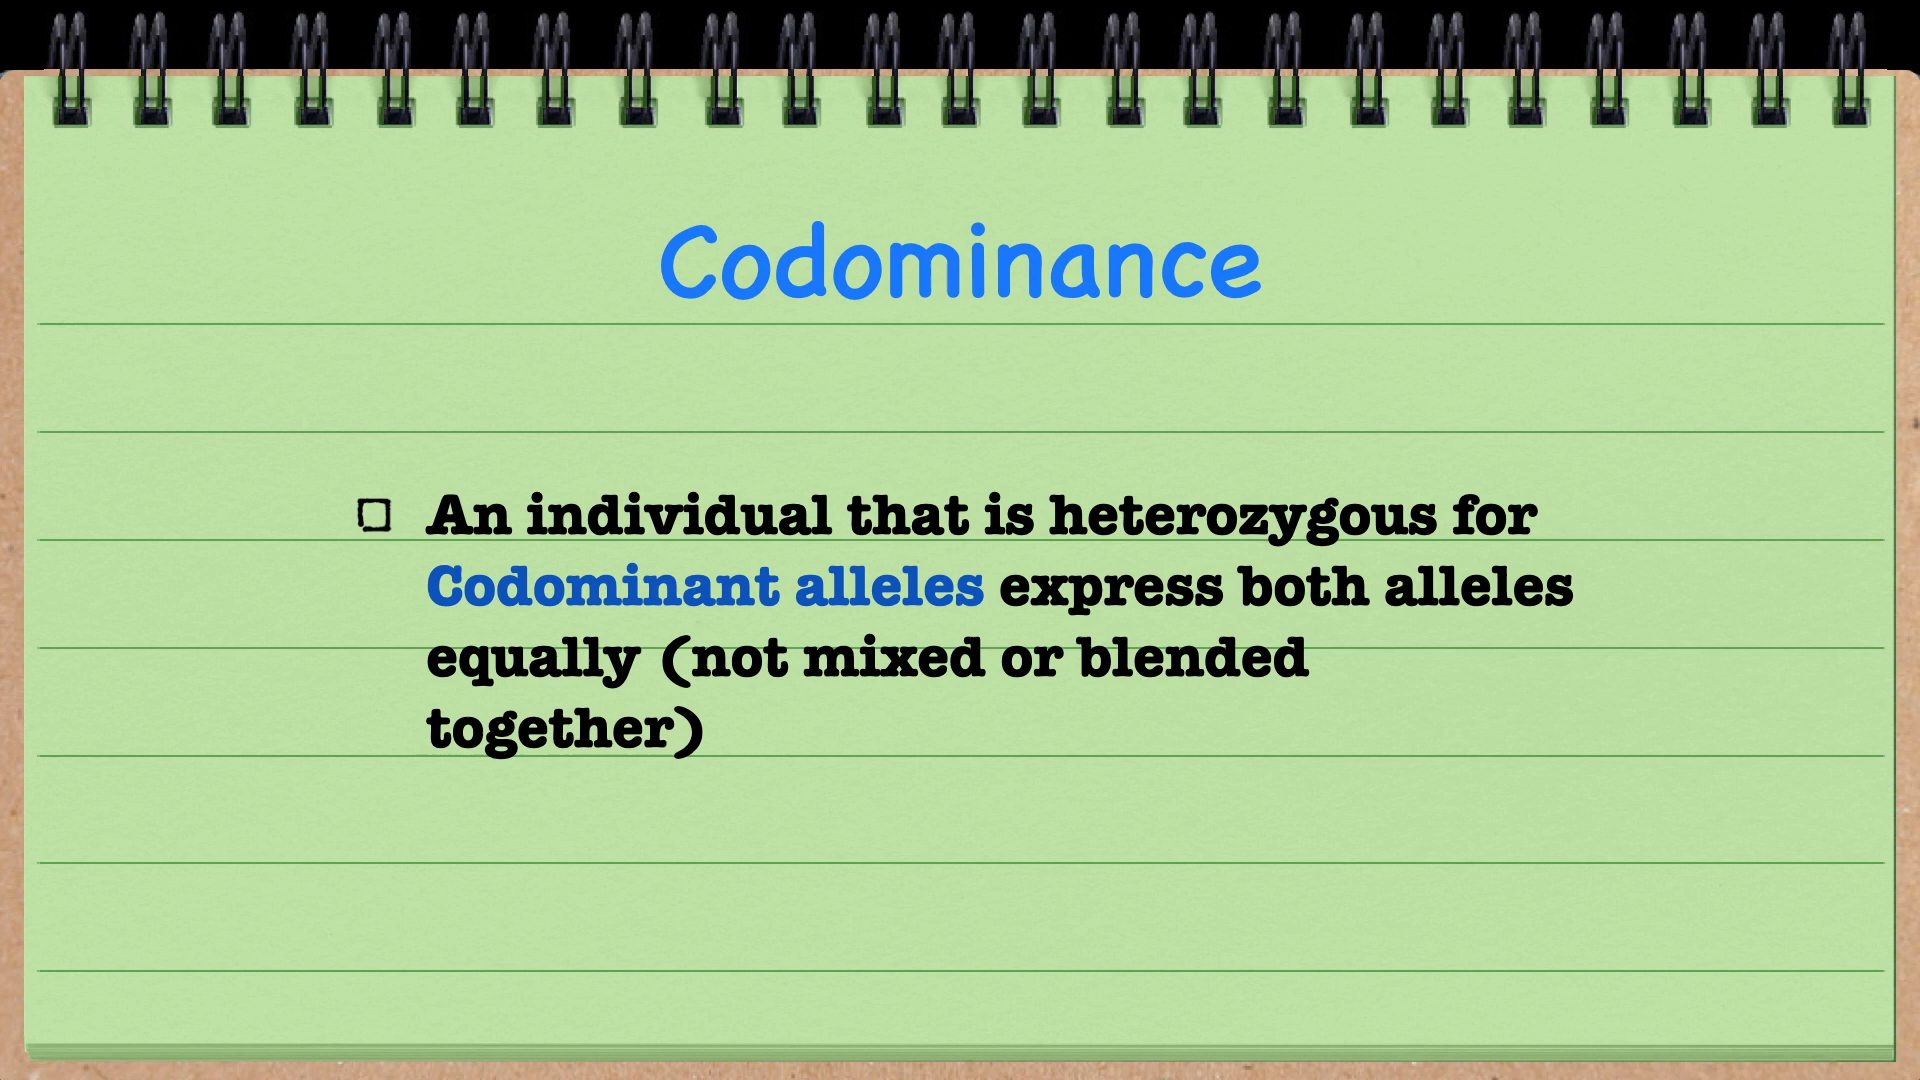 Codominance
An individual that is heterozygous for
Codominant alleles express both alleles
equally (not mixed or blended
together)